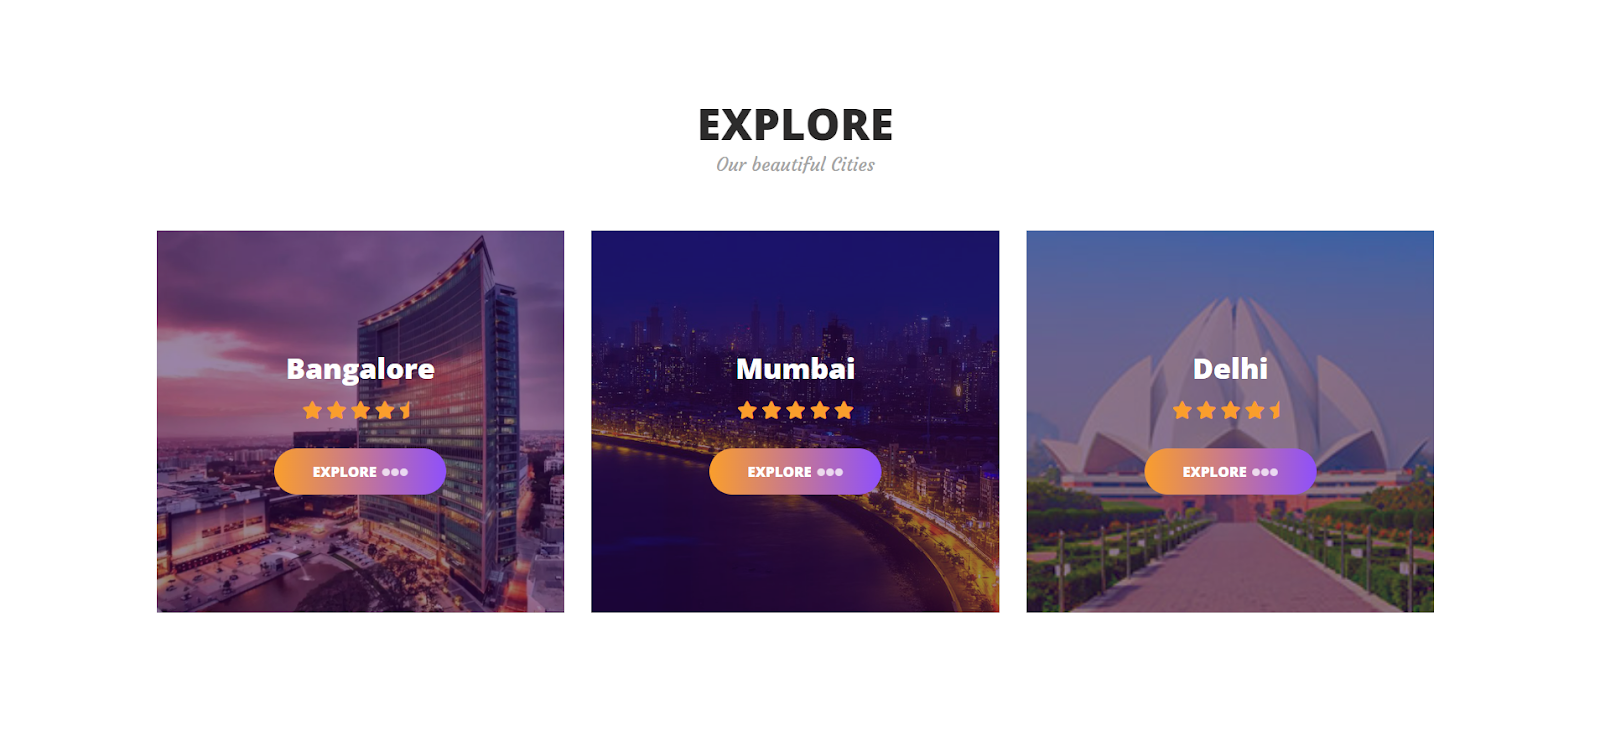 EXPLORE
Our beautiful Cities
Bangalore
Mumbai
Delhi
EXPLORE
EXPLORE
EXPLORE